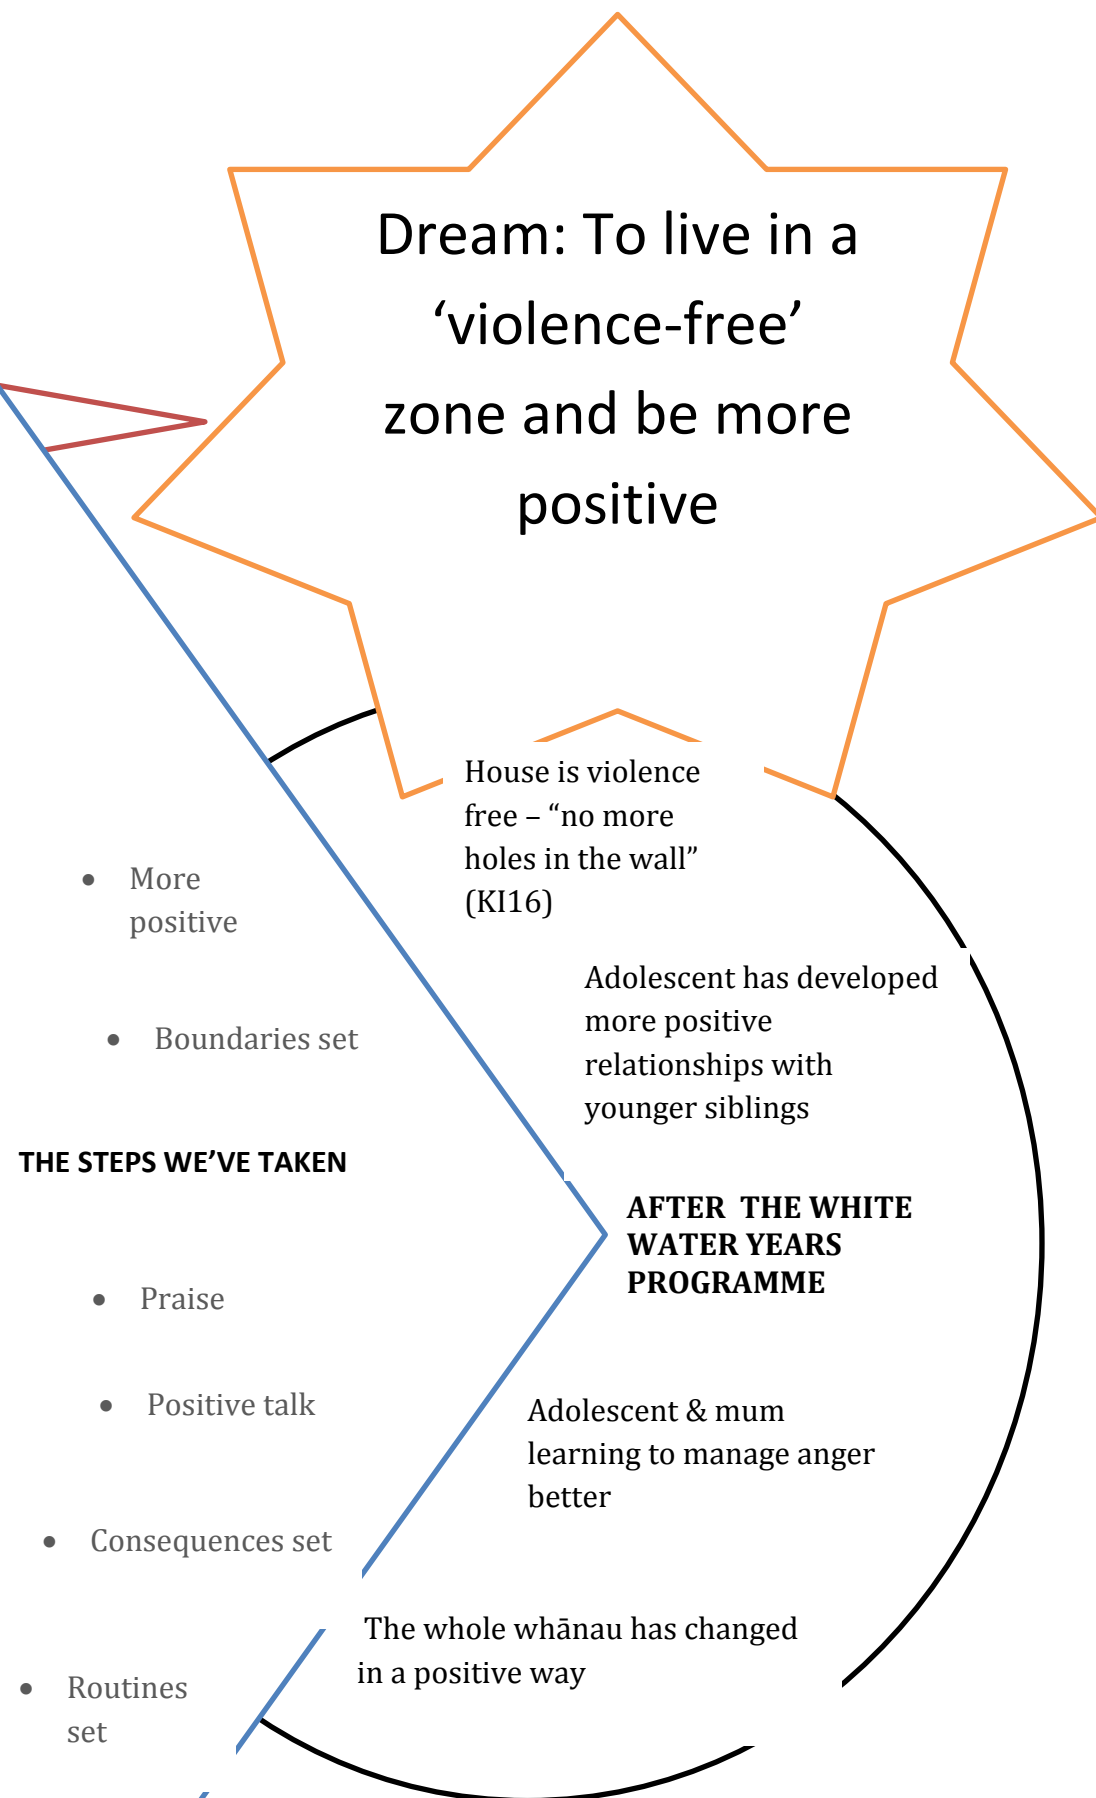 Dream: To live in a
‘violence-free’
zone and be more
positive
House is violence
free – “no more
holes in the wall”
(KI16)
• More
positive
Adolescent has developed
more positive
relationships with
younger siblings
• Boundaries set
THE STEPS WE’VE TAKEN
AFTER THE WHITE
WATER YEARS
PROGRAMME
• Praise
• Positive talk
Adolescent & mum
learning to manage anger
better
• Consequences set
The whole whānau has changed
in a positive way
• Routines
set